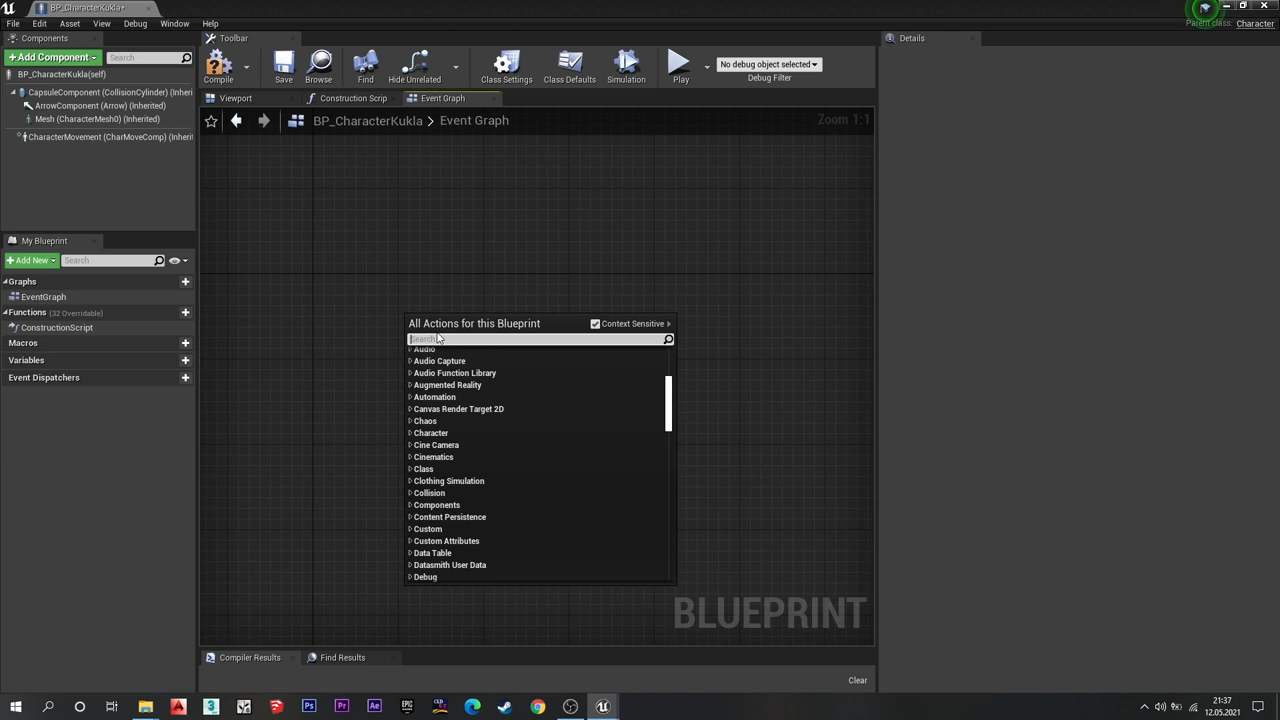 BP_CharacterKukla*
File Edit Asset View Debug Window Help
Parent class: Character
Components
Toolbar
Details
+Add Component
Search
BP_CharacterKukla(self)
CapsuleComponent (CollisionCylinder) (Inheri
ArrowComponent (Arrow) (Inherited)
Mesh (CharacterMesh0) (Inherited)
CharacterMovement (CharMoveComp) (Inherit
Compile
Save
Browse
Find
Hide Unrelated
Class Settings
Class Defaults
Simulation
Play
No debug object selected
Debug Filter
Viewport
Construction Scrip
Event Graph
BP_CharacterKukla > Event Graph
Zoom 1:1
My Blueprint
+Add New
Search
Graphs
EventGraph
Functions (32 Overridable)
ConstructionScript
Macros
Variables
Event Dispatchers
All Actions for this Blueprint
Context Sensitive
Search
Audio
Audio Capture
Audio Function Library
Augmented Reality
Automation
Canvas Render Target 2D
Chaos
Character
Cine Camera
Cinematics
Class
Clothing Simulation
Collision
Components
Content Persistence
Custom
Custom Attributes
Data Table
Datasmith User Data
Debug
BLUEPRINT
Compiler Results
Find Results
Clear
21:37
12.05.2021